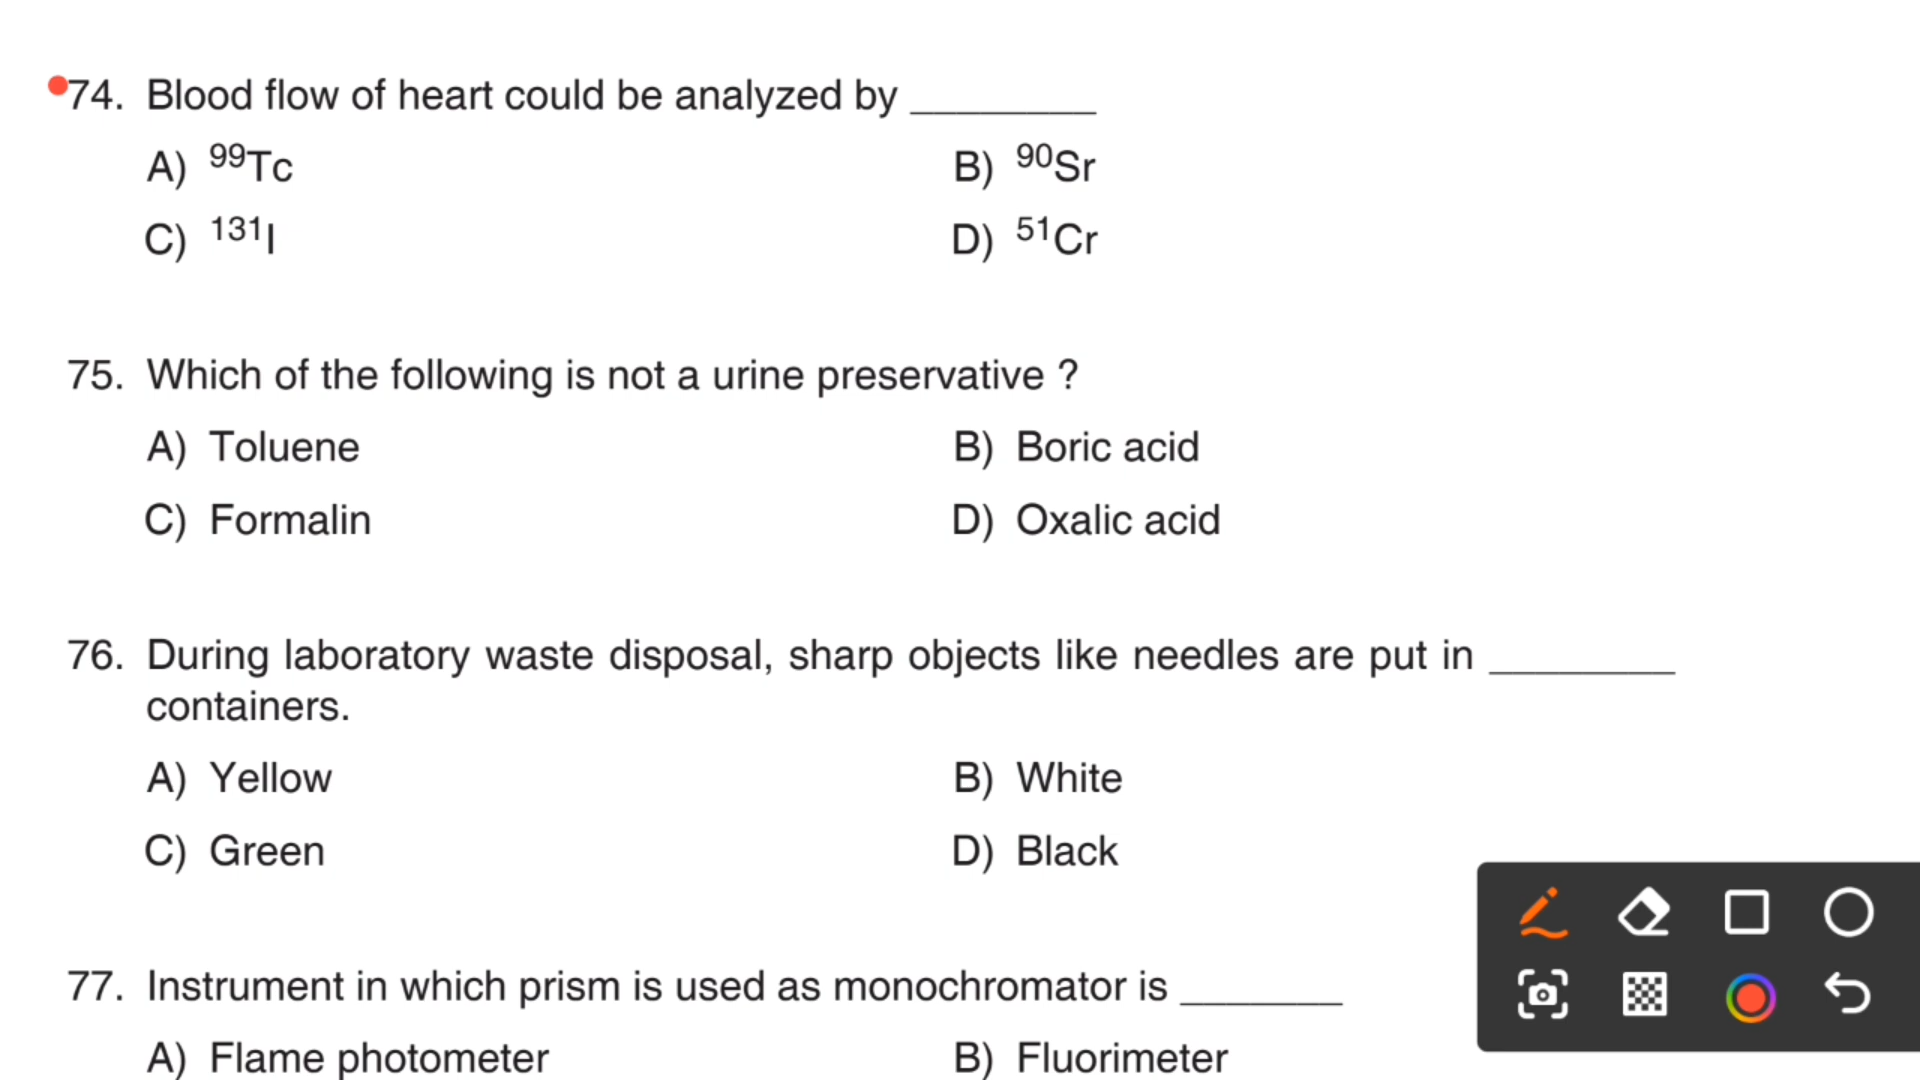 74. Blood flow of heart could be analyzed by ________
A) ⁹⁹Tc B) ⁹⁰Sr
C) ¹³¹I D) ⁵¹Cr
75. Which of the following is not a urine preservative ?
A) Toluene B) Boric acid
C) Formalin D) Oxalic acid
76. During laboratory waste disposal, sharp objects like needles are put in ________
containers.
A) Yellow B) White
C) Green D) Black
77. Instrument in which prism is used as monochromator is _______
A) Flame photometer B) Fluorimeter